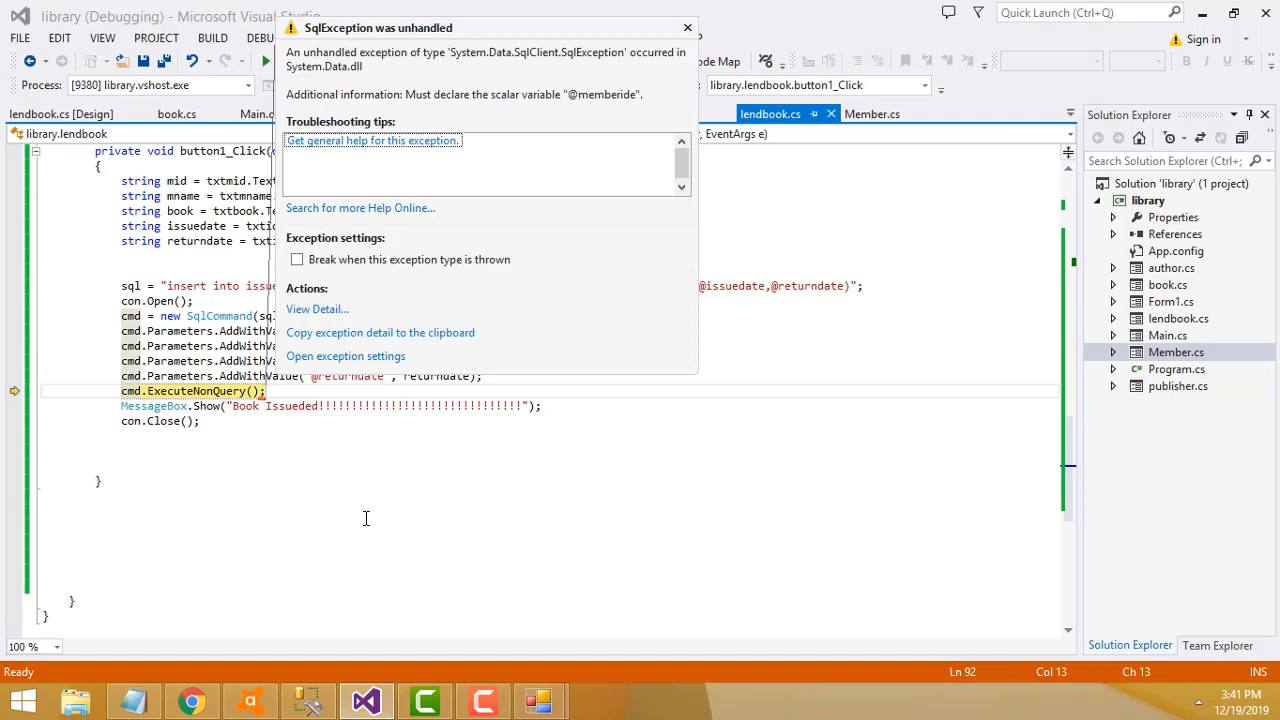 library (Debugging) - Microsoft Visual Stud
Quick Launch (Ctrl+Q)
FILE EDIT VIEW PROJECT BUILD DEBU
Sign in
ode Map
Process: [9380] library.vshost.exe
library.lendbook.button1_Click
lendbook.cs [Design] book.cs Main.c
lendbook.cs Member.cs
library.lendbook
EventArgs e)
SqlException was unhandled
An unhandled exception of type 'System.Data.SqlClient.SqlException' occurred in
System.Data.dll
Additional information: Must declare the scalar variable "@memberide".
Troubleshooting tips:
Get general help for this exception.
Search for more Help Online...
Exception settings:
Break when this exception type is thrown
Actions:
View Detail...
Copy exception detail to the clipboard
Open exception settings
private void button1_Click(
{
string mid = txtmid.Text
string mname = txtmname.
string book = txtbook.Te
string issuedate = txtic
string returndate = txti
sql = "insert into issue
@issuedate,@returndate)";
con.Open();
cmd = new SqlCommand(sq
cmd.Parameters.AddWithVa
cmd.Parameters.AddWithVa
cmd.Parameters.AddWithVa
cmd.Parameters.AddWithValue("@returndate", returndate);
cmd.ExecuteNonQuery();
MessageBox.Show("Book Issueded!!!!!!!!!!!!!!!!!!!!!!!!!!!!!!!");
con.Close();
}
}
}
100 %
Solution Explorer
Search Solution Explorer (Ctrl+;)
Solution 'library' (1 project)
library
Properties
References
App.config
author.cs
book.cs
Form1.cs
lendbook.cs
Main.cs
Member.cs
Program.cs
publisher.cs
Solution Explorer Team Explorer
Ready Ln 92 Col 13 Ch 13 INS
3:41 PM
12/19/2019